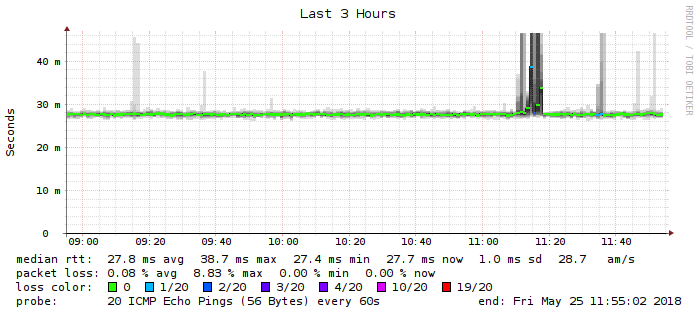 Last 3 Hours
RRDTOOL / TOBI OETIKER
Seconds
40 m
30 m
20 m
10 m
0
09:00 09:20 09:40 10:00 10:20 10:40 11:00 11:20 11:40
median rtt: 27.8 ms avg 38.7 ms max 27.4 ms min 27.7 ms now 1.0 ms sd 28.7 am/s
packet loss: 0.08 % avg 8.83 % max 0.00 % min 0.00 % now
loss color: 0 1/20 2/20 3/20 4/20 10/20 19/20
probe: 20 ICMP Echo Pings (56 Bytes) every 60s end: Fri May 25 11:55:02 2018